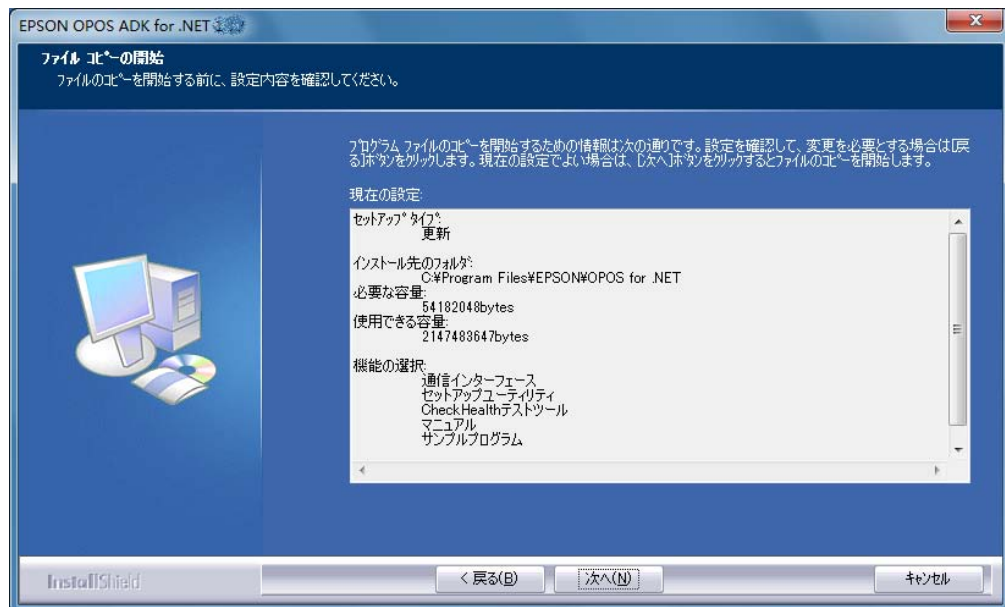 EPSON OPOS ADK for .NET
ファイル コピーの開始
ファイルのコピーを開始する前に、設定内容を確認してください。
プログラム ファイルのコピーを開始するための情報は次の通りです。設定を確認して、変更を必要とする場合は[戻
る]ボタンをクリックします。現在の設定でよい場合は、[次へ]ボタンをクリックするとファイルのコピーを開始します。
現在の設定:
セットアップ タイプ:
更新
インストール先のフォルダ:
C:¥Program Files¥EPSON¥OPOS for .NET
必要な容量:
54182048bytes
使用できる容量:
2147483647bytes
機能の選択:
通信インターフェース
セットアップユーティリティ
CheckHealthテストツール
マニュアル
サンプルプログラム
InstallShield
< 戻る(B)
次へ(N)
キャンセル